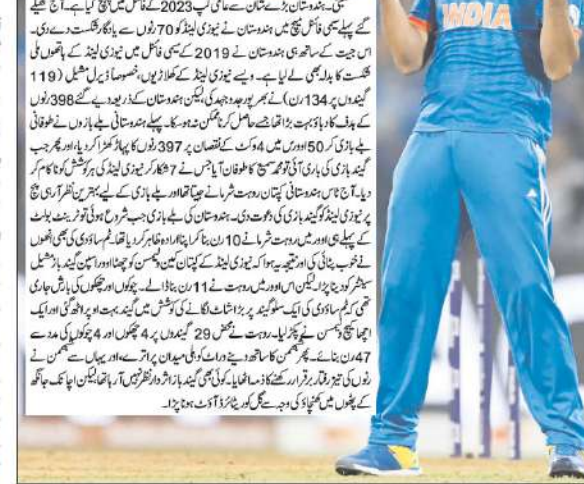 ممبئی۔ہندوستان بڑے شان سے عالمی کپ 2023 کے فائنل میں پہنچ گیا ہے۔ آج کھیلے
گئے پہلے سیمی فائنل میچ میں ہندوستان نے نیوزی لینڈ کو 70 رنوں سے یادگار شکست دے دی۔
اس جیت کے ساتھ ہی ہندوستان نے 2019 کے سیمی فائنل میں نیوزی لینڈ کے ہاتھوں ملی
شکست کا بدلہ بھی لے لیا ہے۔ ویسے نیوزی لینڈ کے کھلاڑیوں، خصوصاً ڈیرل مشیل (119
گیندوں پر 134 رن) نے بھرپور جدوجہد کی، لیکن ہندوستان کے ذریعہ دیے گئے 398 رنوں
کے ہدف کا دباؤ بہت بڑا تھا جسے حاصل کرنا ممکن نہ ہو سکا۔ پہلے ہندوستانی بلے بازوں نے طوفانی
بلے بازی کر 50 اوورس میں 4 وکٹ کے نقصان پر 397 رنوں کا پہاڑ کھڑا کر دیا، اور پھر جب
گیند بازی کی باری آئی تو محمد سمیع کا طوفان آیا جس نے 7 شکار کر نیوزی لینڈ کی ہر کوشش کو ناکام کر
دیا۔ آج ٹاس ہندوستانی کپتان روہت شرما نے جیتا تھا اور بلے بازی کے لیے بہترین نظر آ رہی پچ
پر نیوزی لینڈ کو گیند بازی کی دعوت دی۔ ہندوستان کی بلے بازی جب شروع ہوئی تو ٹرینٹ بولٹ
کے پہلے ہی اوور میں روہت شرما نے 10 رن بنا کر اپنا ارادہ ظاہر کر دیا تھا۔ ٹم ساؤدی کی بھی انھوں
نے خوب پٹائی کی اور نتیجہ یہ ہوا کہ نیوزی لینڈ کے کپتان کین ولیمسن کو چھٹا اوور اسپن گیند باز مشیل
سینٹنر کو دینا پڑا۔ لیکن اس اوور میں روہت نے 11 رن بنا ڈالے۔ چوکوں اور چھکوں کی بارش جاری
تھی کہ ٹم ساؤدی کی ایک سلو گیند پر بڑا شاٹ لگانے کی کوشش میں گیند بہت اوپر اٹھ گئی اور ایک
اچھا کیچ ولیمسن نے پکڑ لیا۔ روہت نے محض 29 گیندوں پر 4 چھکوں اور 4 چوکوں کی مدد سے
47 رن بنائے۔ پھر گھمن کا ساتھ دینے وراٹ کوہلی میدان پر اترے، اور یہاں سے گھمن نے
رنوں کی تیز رفتار برقرار رکھنے کا ذمہ اٹھایا۔ کوئی بھی گیند باز اثر دار نظر نہیں آ رہا تھا، لیکن اچانک جانگھ
کے پٹھوں میں کھنچاؤ کی وجہ سے گل کو ریٹائرڈ آؤٹ ہونا پڑا۔
INDIA